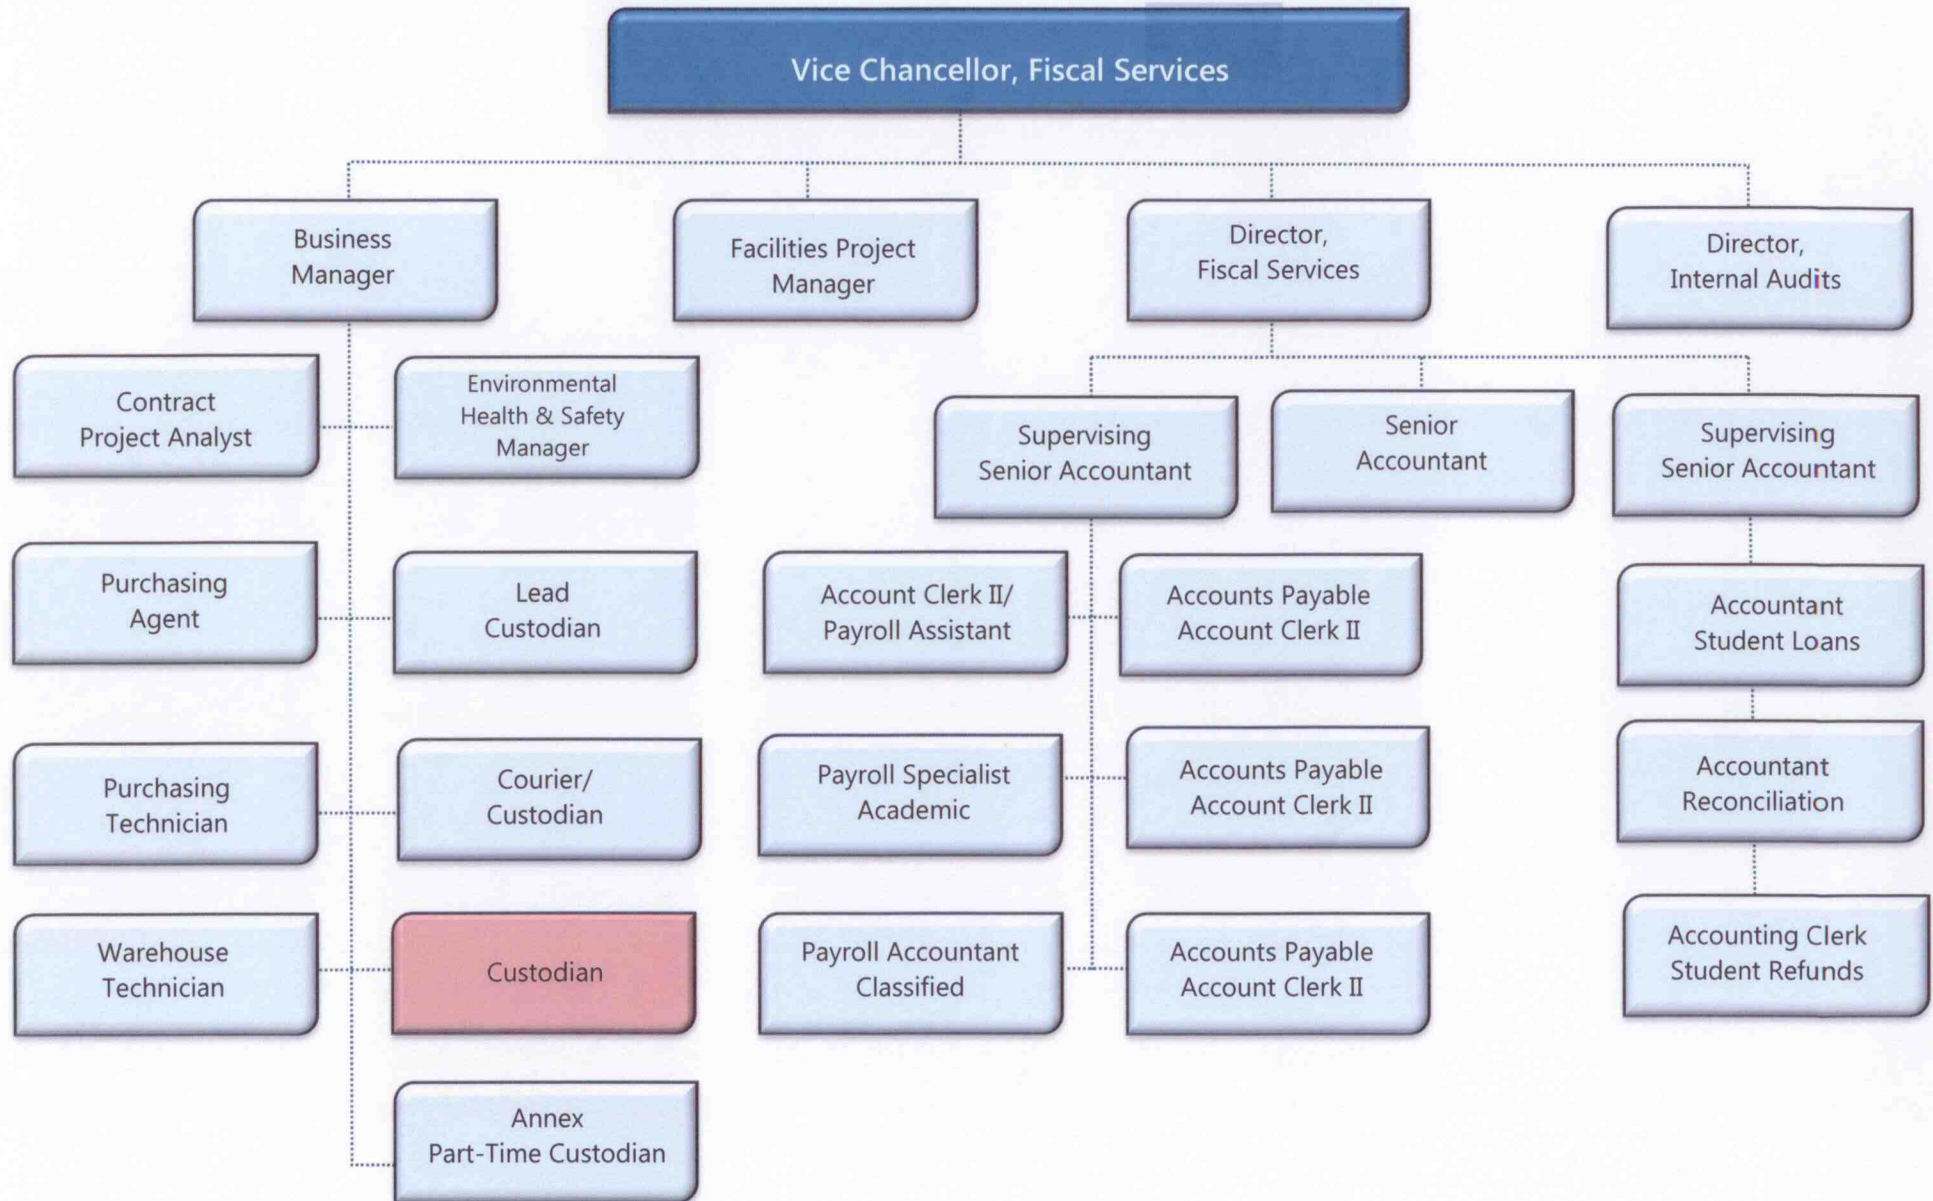 Vice Chancellor, Fiscal Services
Business
Manager
Facilities Project
Manager
Director,
Fiscal Services
Director,
Internal Audits
Contract
Project Analyst
Environmental
Health & Safety
Manager
Supervising
Senior Accountant
Senior
Accountant
Supervising
Senior Accountant
Purchasing
Agent
Lead
Custodian
Account Clerk II/
Payroll Assistant
Accounts Payable
Account Clerk II
Accountant
Student Loans
Purchasing
Technician
Courier/
Custodian
Payroll Specialist
Academic
Accounts Payable
Account Clerk II
Accountant
Reconciliation
Warehouse
Technician
Custodian
Payroll Accountant
Classified
Accounts Payable
Account Clerk II
Accounting Clerk
Student Refunds
Annex
Part-Time Custodian